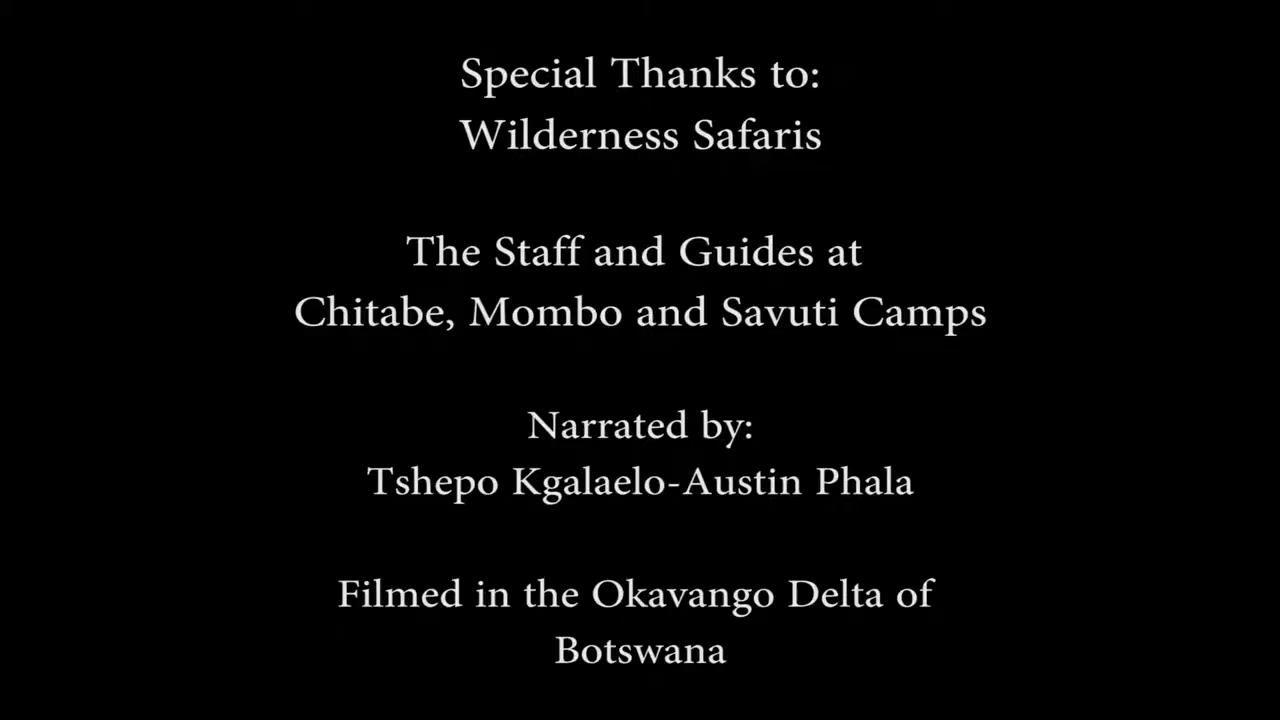 Special Thanks to:
Wilderness Safaris
The Staff and Guides at
Chitabe, Mombo and Savuti Camps
Narrated by:
Tshepo Kgalaelo-Austin Phala
Filmed in the Okavango Delta of
Botswana